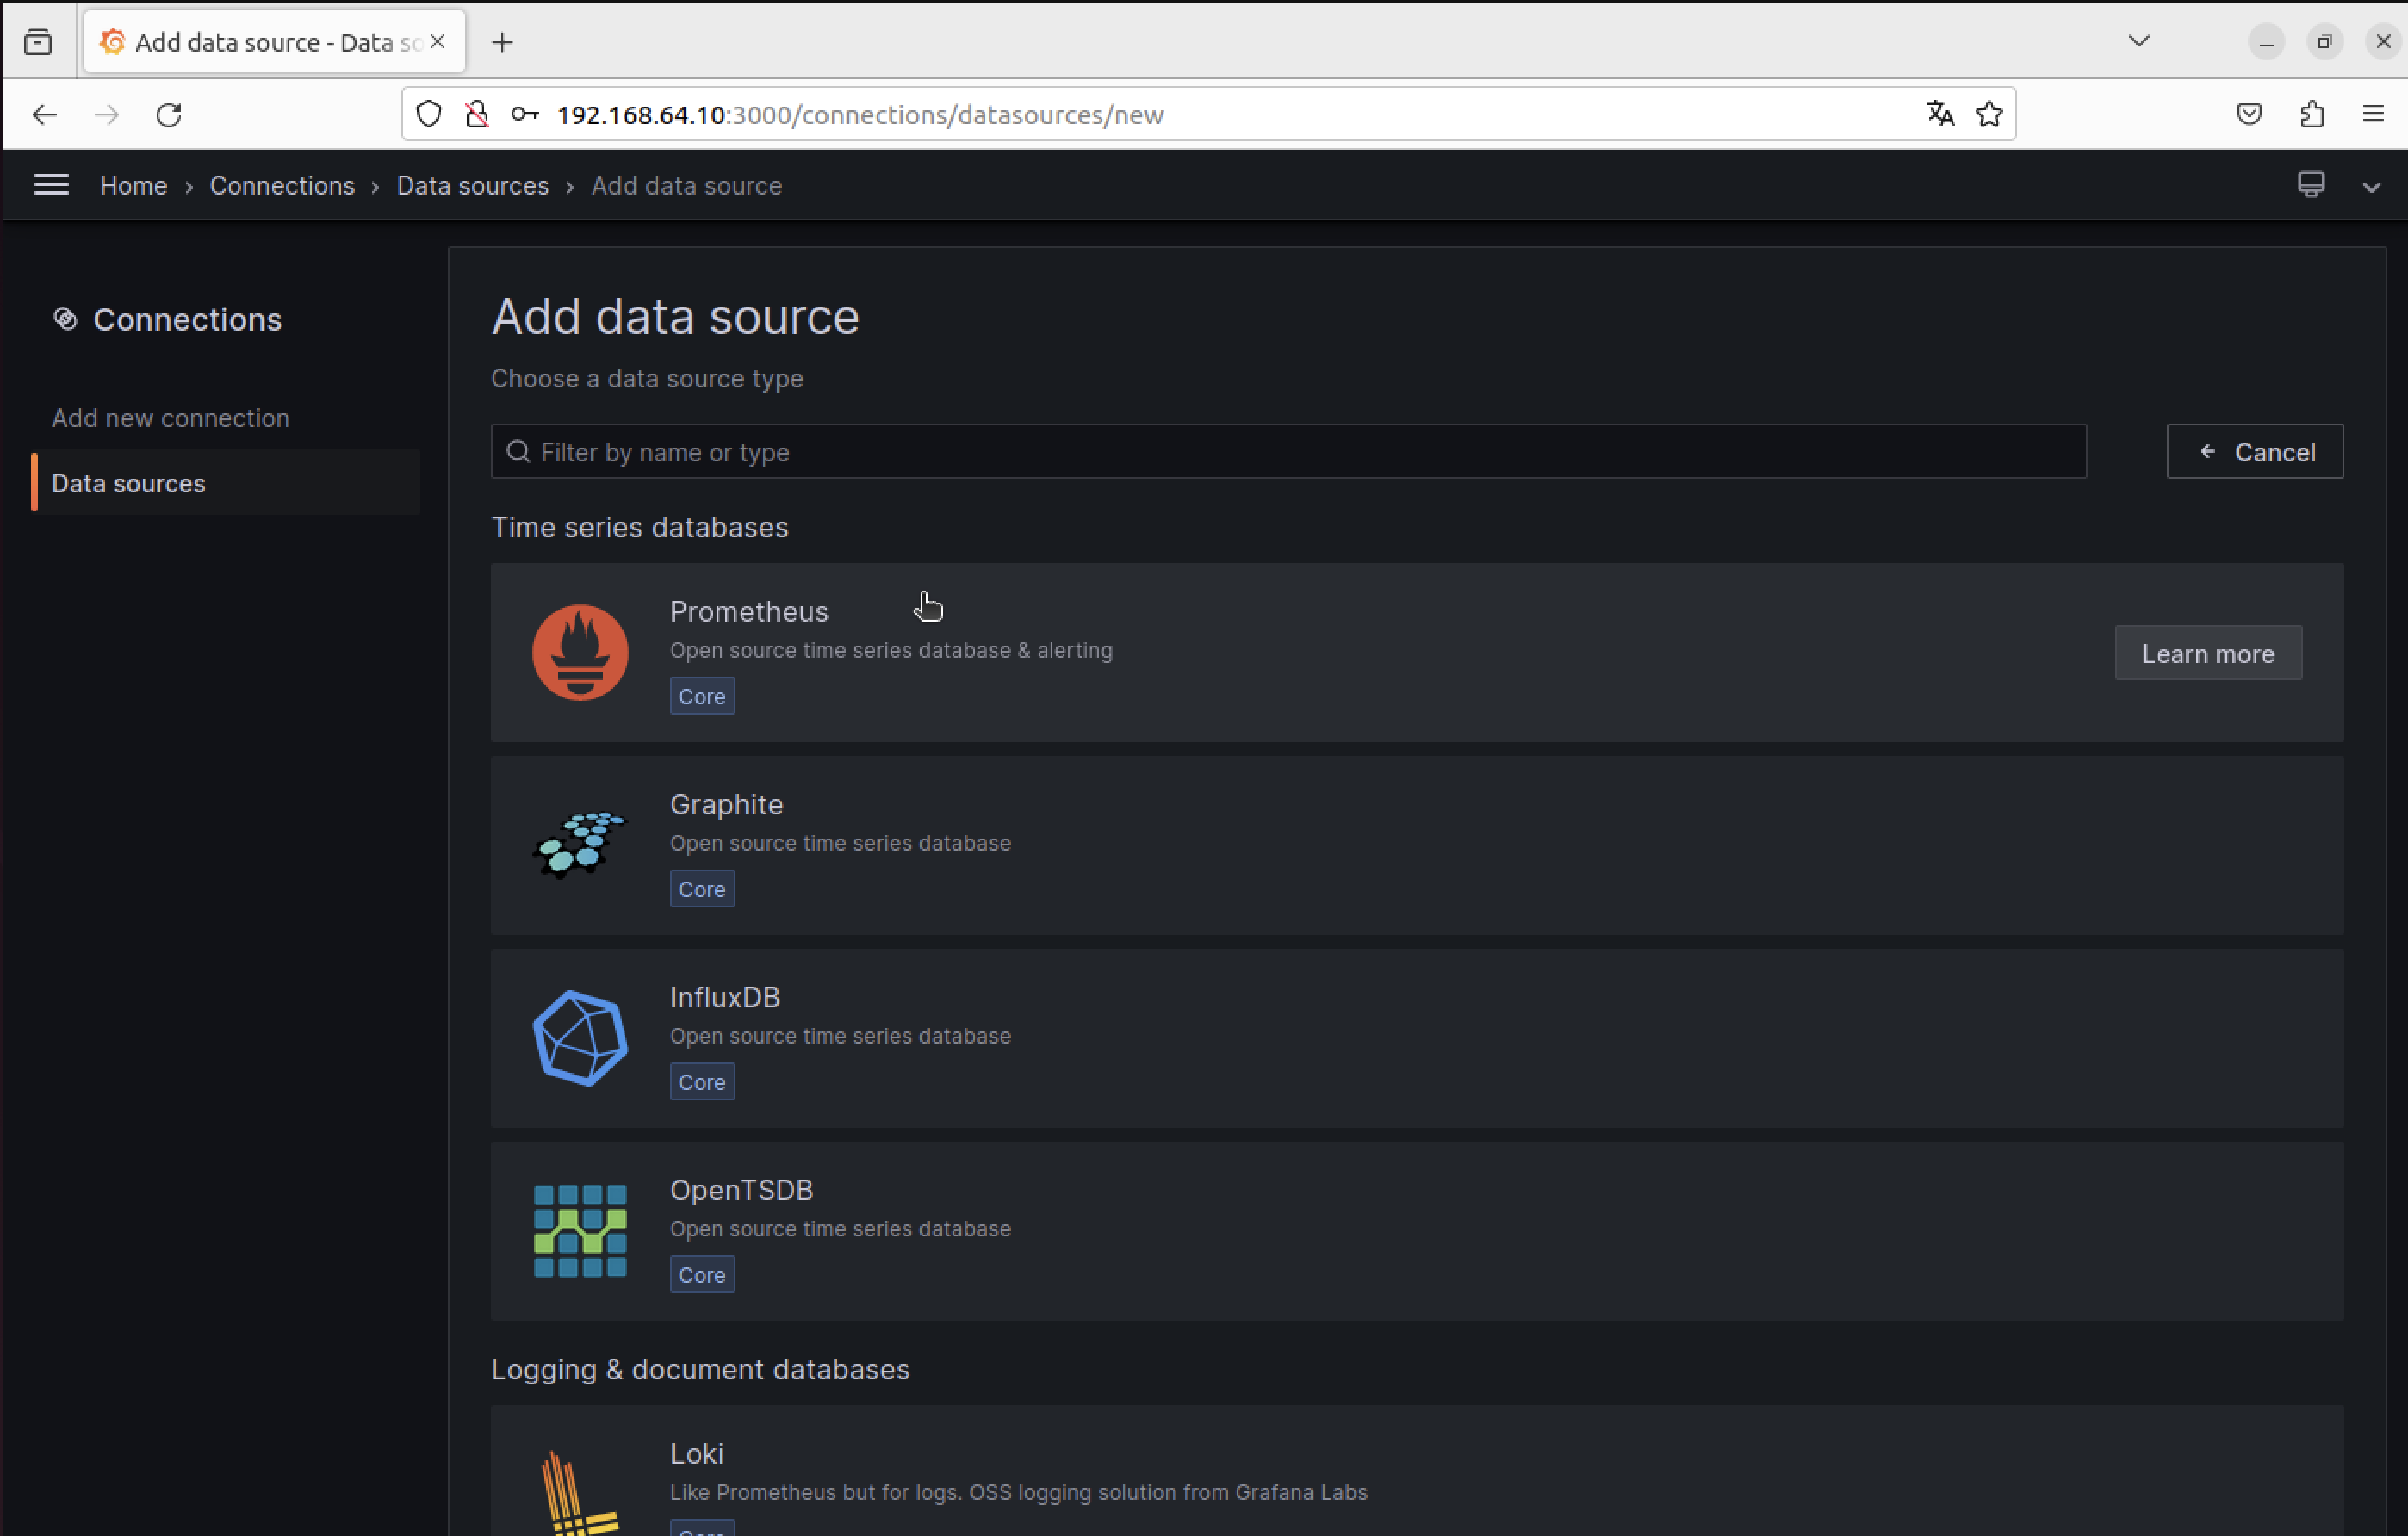 Add data source - Data so
192.168.64.10:3000/connections/datasources/new
Home › Connections › Data sources › Add data source
Connections
Add new connection
Data sources
Add data source
Choose a data source type
Filter by name or type
Cancel
Time series databases
Prometheus
Open source time series database & alerting
Core
Learn more
Graphite
Open source time series database
Core
InfluxDB
Open source time series database
Core
OpenTSDB
Open source time series database
Core
Logging & document databases
Loki
Like Prometheus but for logs. OSS logging solution from Grafana Labs
Core